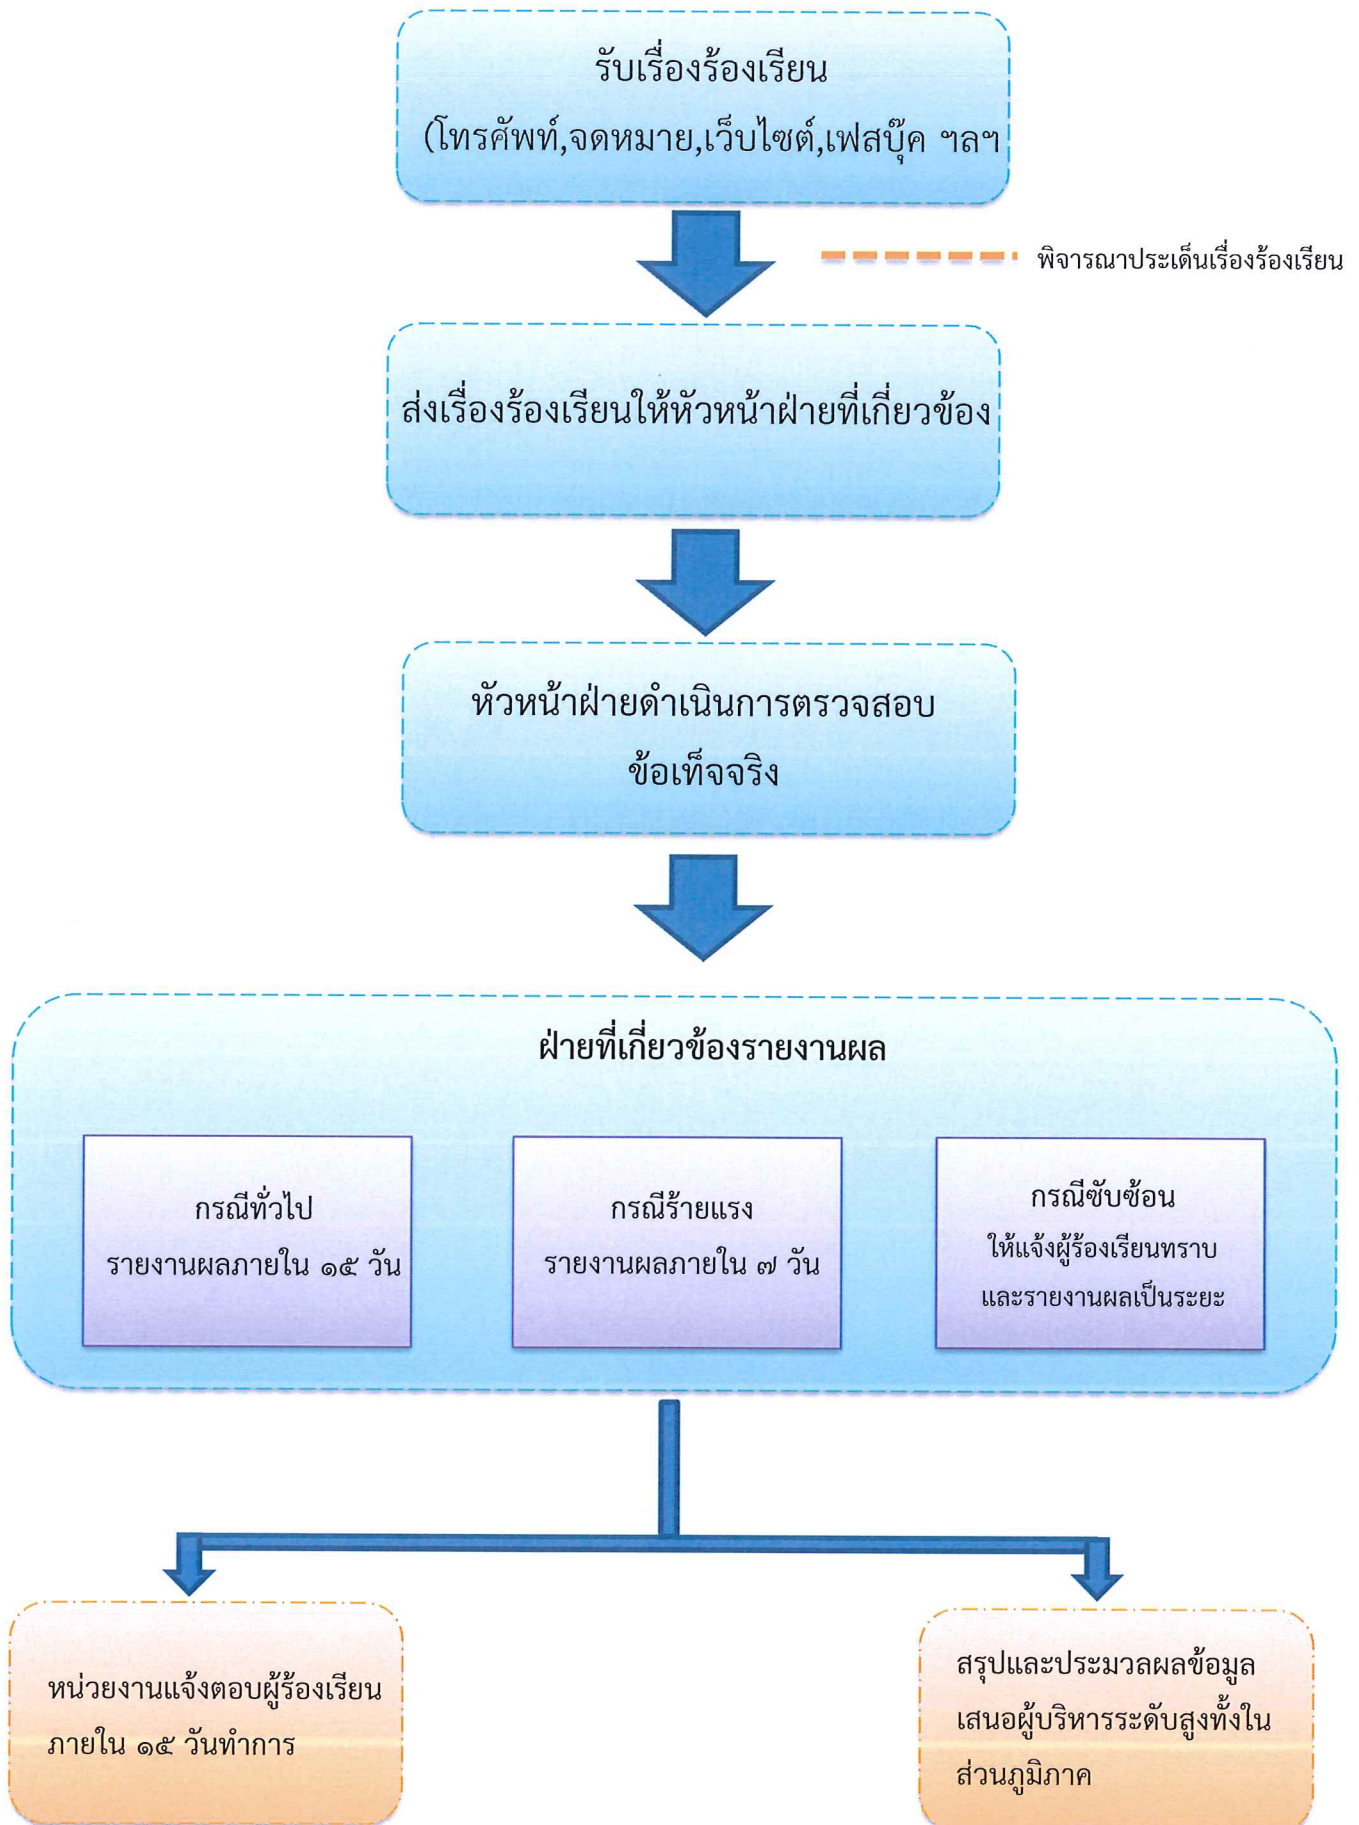 รับเรื่องร้องเรียน
(โทรศัพท์,จดหมาย,เว็บไซต์,เฟสบุ๊ค ฯลฯ
พิจารณาประเด็นเรื่องร้องเรียน
ส่งเรื่องร้องเรียนให้หัวหน้าฝ่ายที่เกี่ยวข้อง
หัวหน้าฝ่ายดำเนินการตรวจสอบ
ข้อเท็จจริง
ฝ่ายที่เกี่ยวข้องรายงานผล
กรณีทั่วไป
รายงานผลภายใน ๑๕ วัน
กรณีร้ายแรง
รายงานผลภายใน ๗ วัน
กรณีซับซ้อน
ให้แจ้งผู้ร้องเรียนทราบ
และรายงานผลเป็นระยะ
หน่วยงานแจ้งตอบผู้ร้องเรียน
ภายใน ๑๕ วันทำการ
สรุปและประมวลผลข้อมูล
เสนอผู้บริหารระดับสูงทั้งใน
ส่วนภูมิภาค